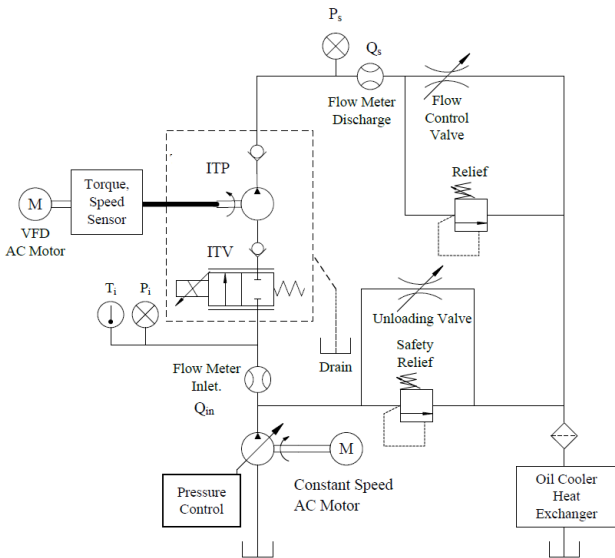 Ps
Qs
Flow Meter
Discharge
Flow
Control
Valve
ITP
Relief
Torque,
Speed
Sensor
M
VFD
AC Motor
ITV
Ti
Pi
Unloading Valve
Drain
Safety
Relief
Flow Meter
Inlet.
Qin
M
Constant Speed
AC Motor
Pressure
Control
Oil Cooler
Heat
Exchanger